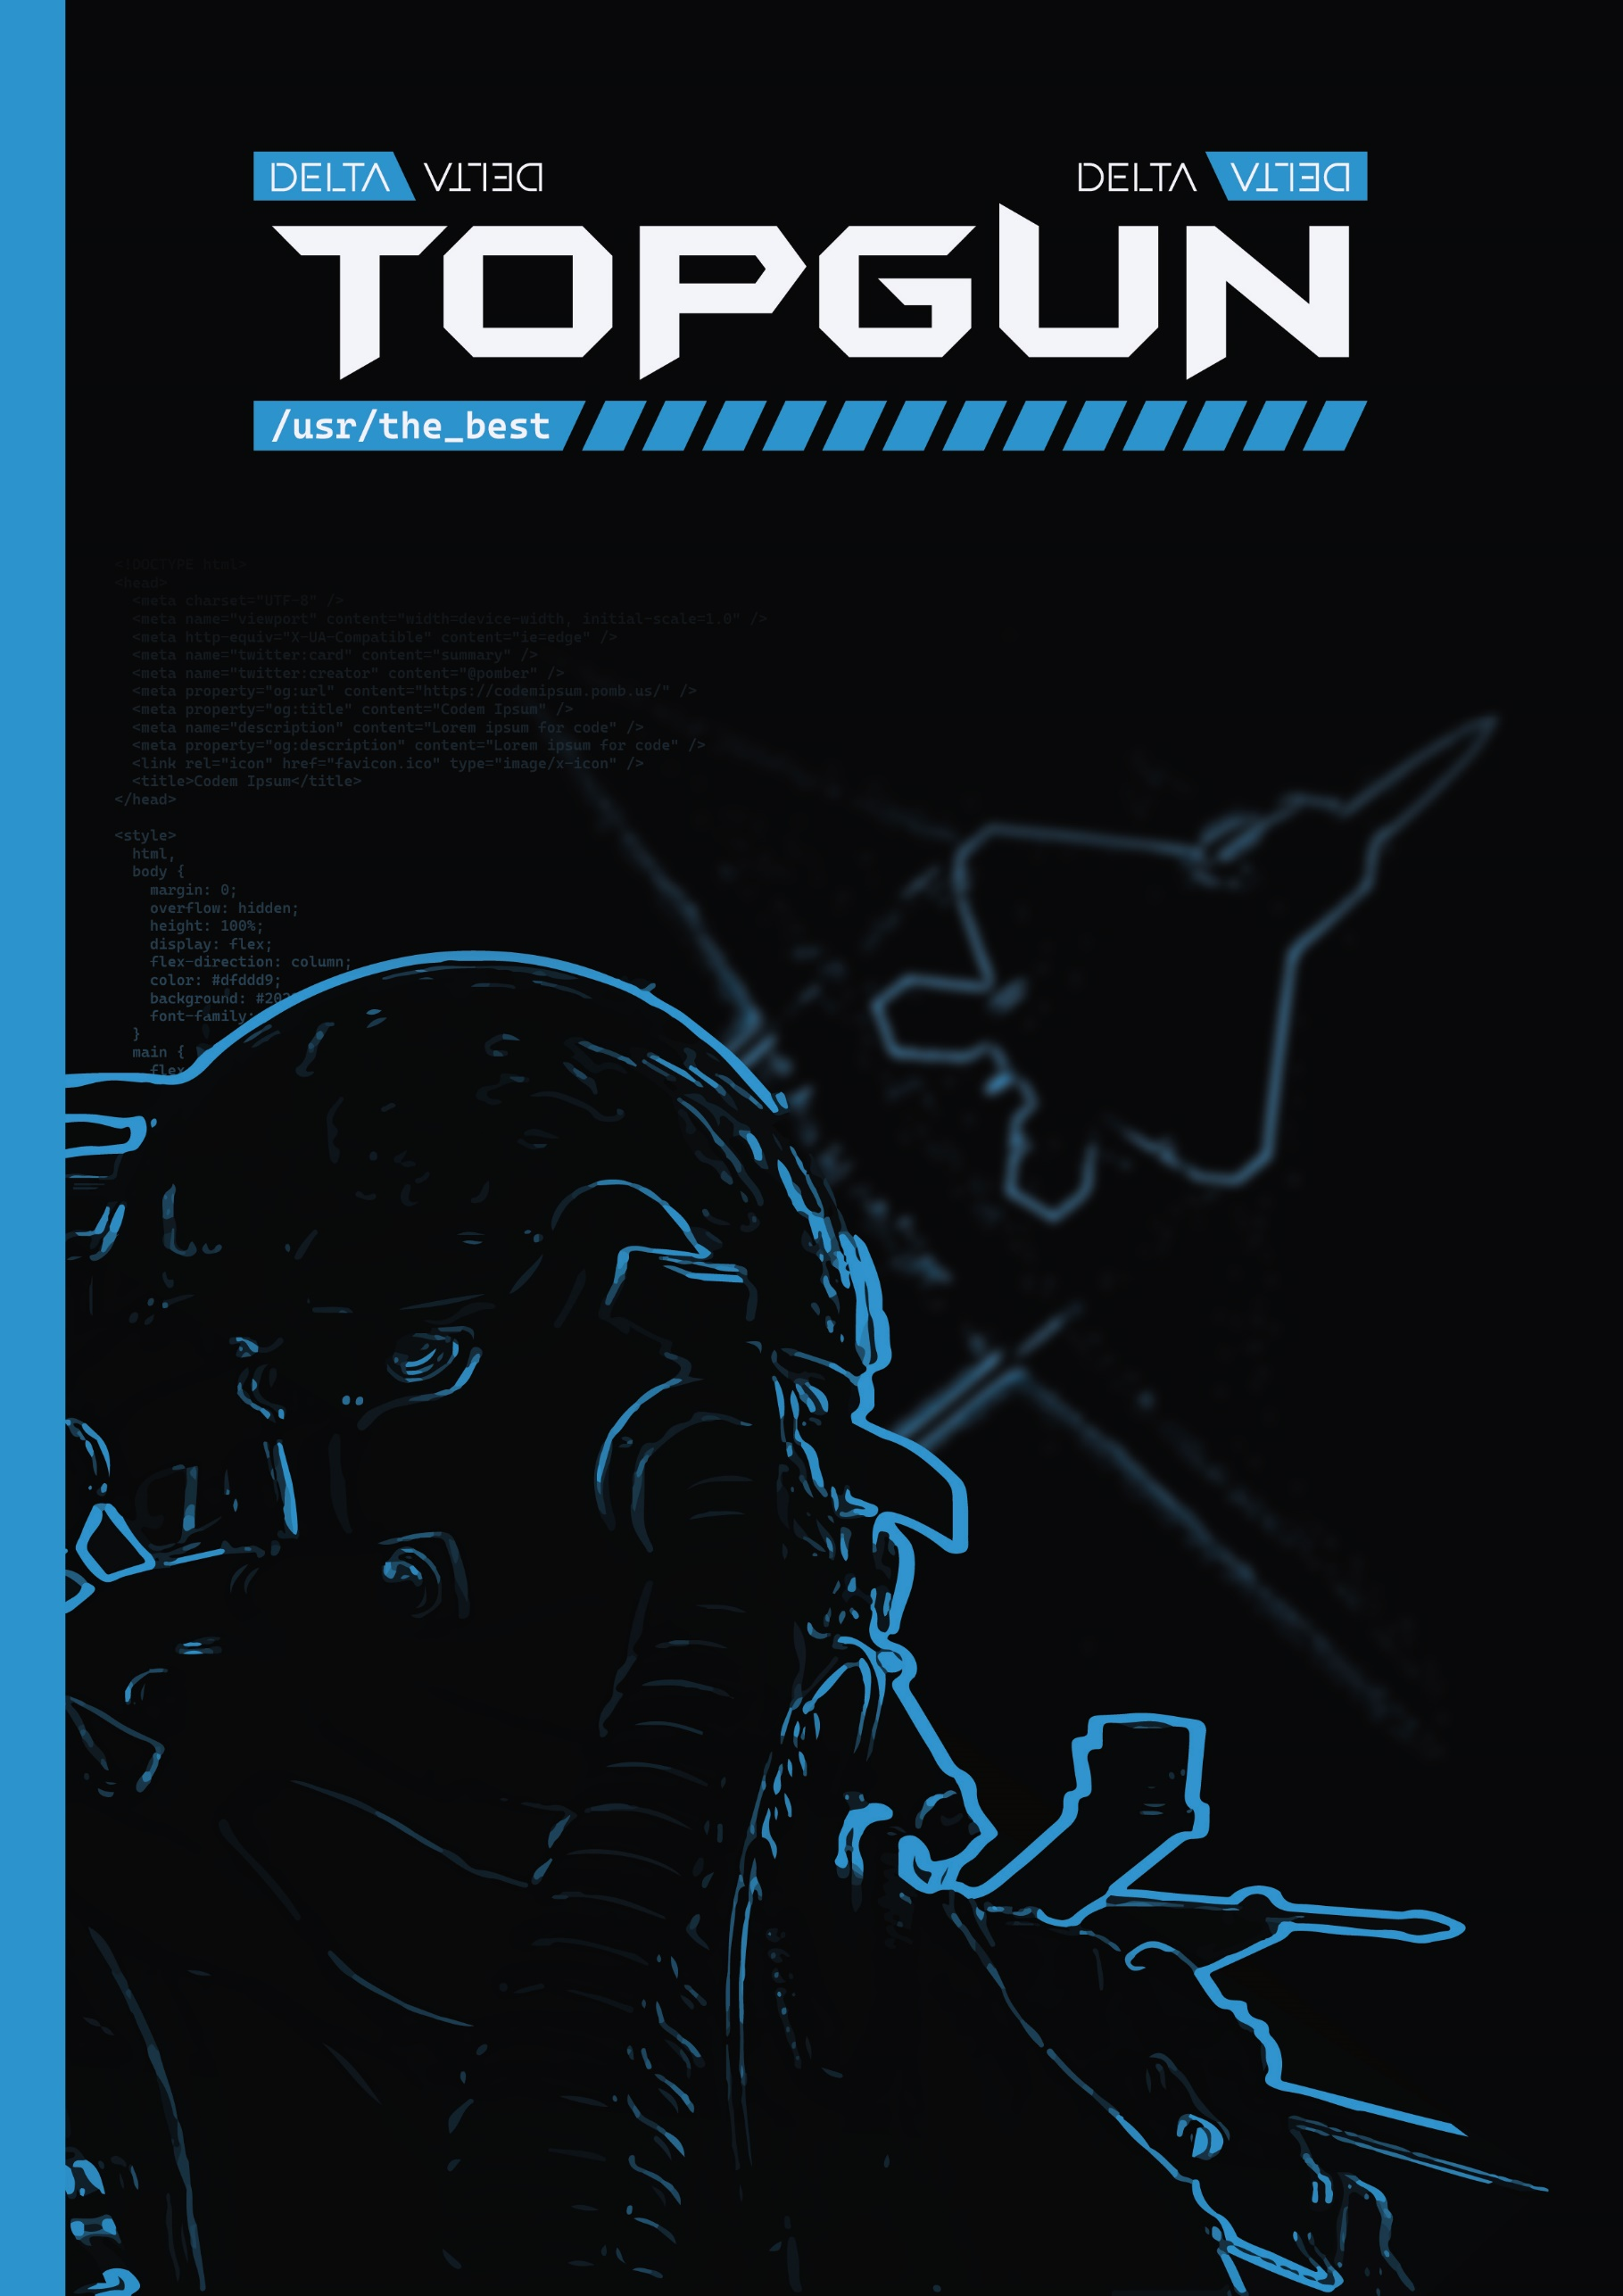 DELTA DELTA DELTA DELTA
TOPGUN
/usr/the_best
<!DOCTYPE html>
<head>
<meta charset="UTF-8" />
<meta name="viewport" content="width=device-width, initial-scale=1.0" />
<meta http-equiv="X-UA-Compatible" content="ie=edge" />
<meta name="twitter:card" content="summary" />
<meta name="twitter:creator" content="@pomber" />
<meta property="og:url" content="https://codemipsum.pomb.us/" />
<meta property="og:title" content="Codem Ipsum" />
<meta name="description" content="Lorem ipsum for code" />
<meta property="og:description" content="Lorem ipsum for code" />
<link rel="icon" href="favicon.ico" type="image/x-icon" />
<title>Codem Ipsum</title>
</head>
<style>
html,
body {
margin: 0;
overflow: hidden;
height: 100%;
display: flex;
flex-direction: column;
color: #dfddd9;
background: #202
font-family:
}
main {
flex